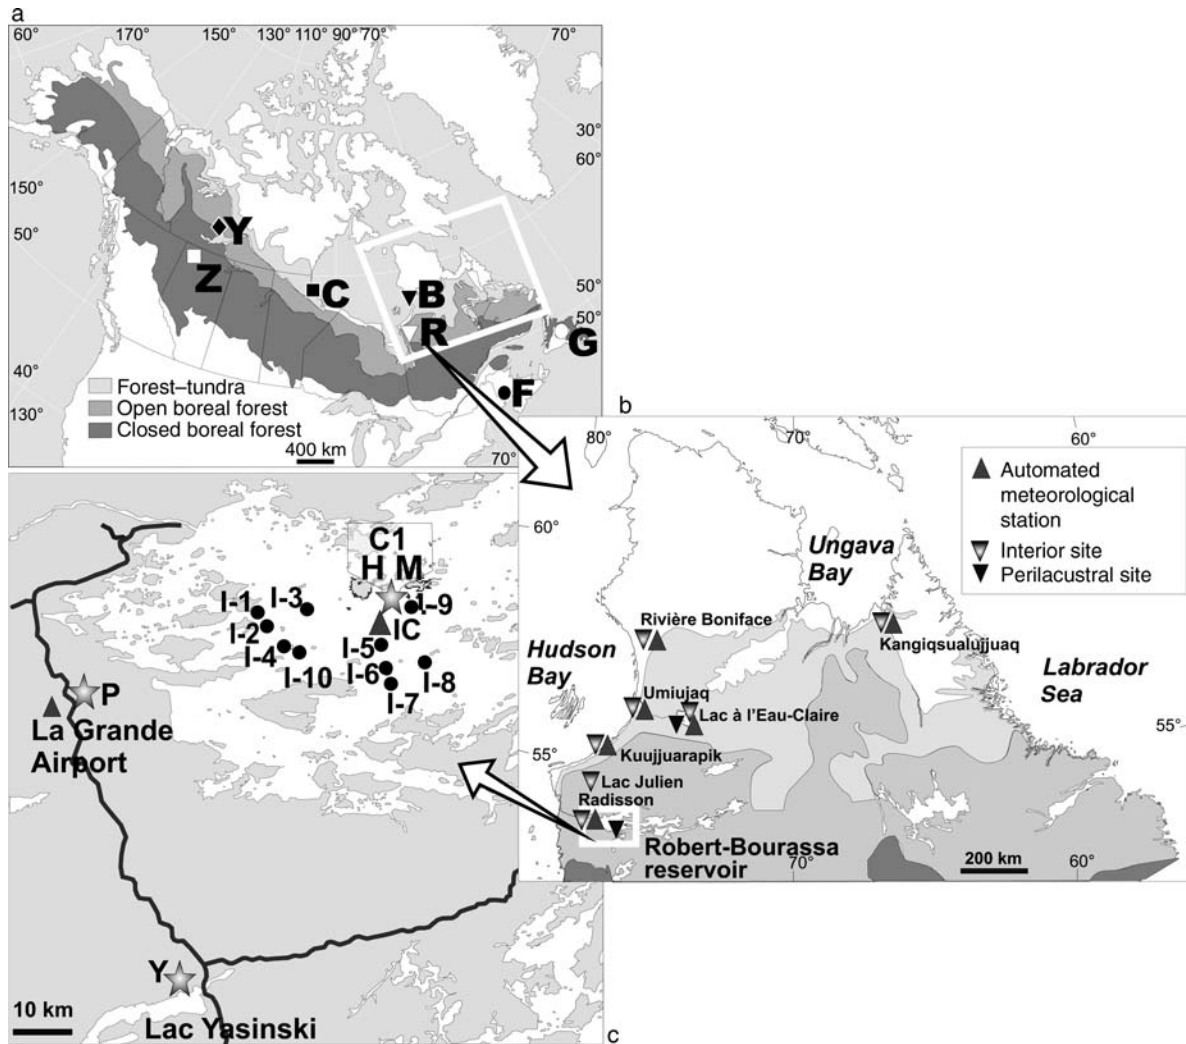 a
60° 170° 150° 130° 110° 90° 70° 70°
30°
60°
150°
50°
Y
Z
C
B
R
50°
50°
G
40°
130°
F
Forest–tundra
Open boreal forest
Closed boreal forest
400 km
70°
b
80° 70° 60°
Automated
meteorological
station
Interior site
Perilacustral site
60°
Ungava
Bay
Rivière Boniface
Kangiqsualujjuaq
Hudson
Bay
Labrador
Sea
Umiujaq
Lac à l'Eau-Claire
55°
55°
Kuujjuarapik
Lac Julien
Radisson
Robert-Bourassa
reservoir
70°
200 km
60°
C1
H M
I-1
I-3
I-9
I-2
IC
I-4
I-5
I-10
I-6
I-8
I-7
P
La Grande
Airport
Y
10 km
Lac Yasinski
c